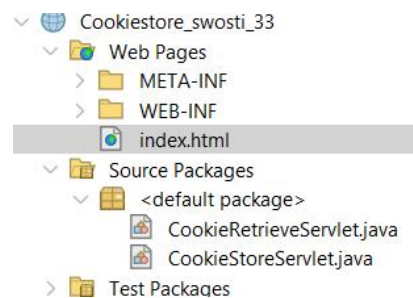 Cookiestore_swosti_33
Web Pages
META-INF
WEB-INF
index.html
Source Packages
<default package>
CookieRetrieveServlet.java
CookieStoreServlet.java
Test Packages